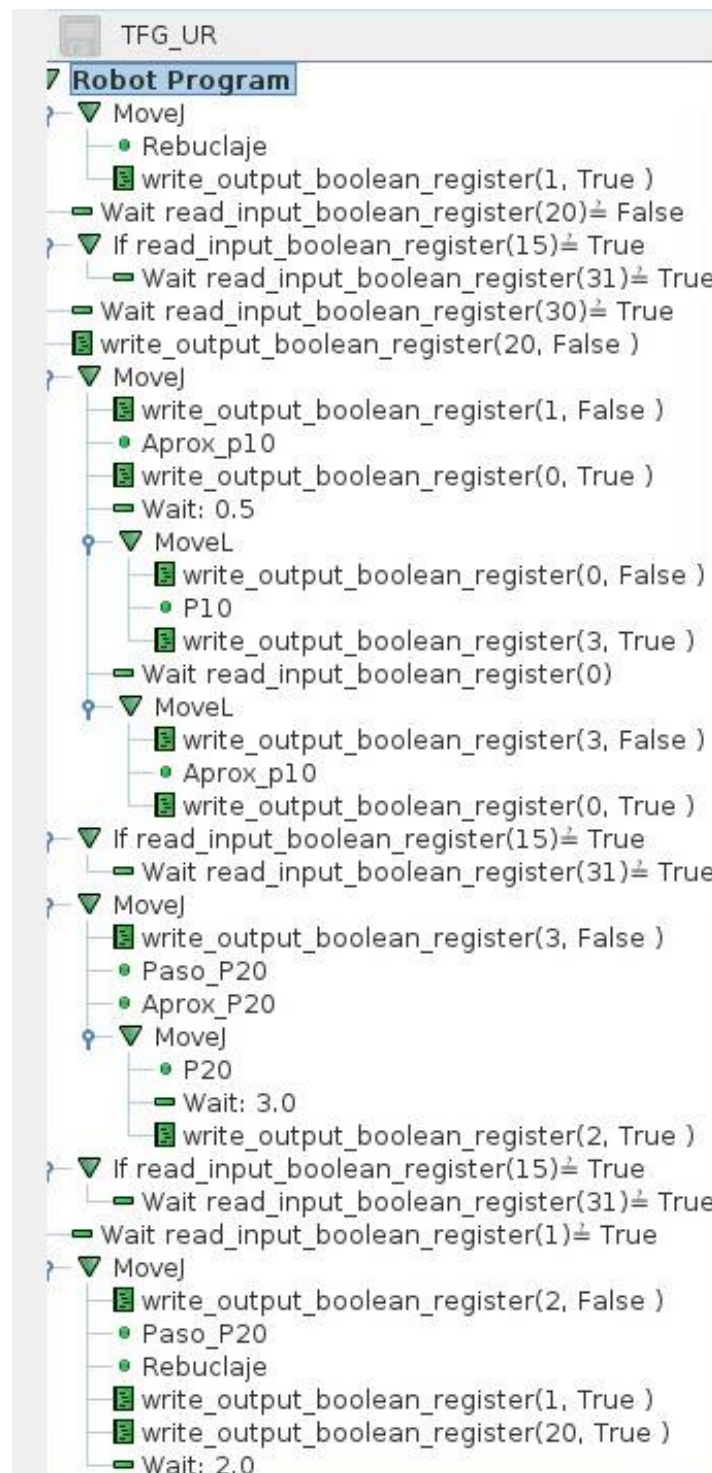 TFG_UR
Robot Program
MoveJ
Rebuclaje
write_output_boolean_register(1, True )
Wait read_input_boolean_register(20)≟ False
If read_input_boolean_register(15)≟ True
Wait read_input_boolean_register(31)≟ True
Wait read_input_boolean_register(30)≟ True
write_output_boolean_register(20, False )
MoveJ
write_output_boolean_register(1, False )
Aprox_p10
write_output_boolean_register(0, True )
Wait: 0.5
MoveL
write_output_boolean_register(0, False )
P10
write_output_boolean_register(3, True )
Wait read_input_boolean_register(0)
MoveL
write_output_boolean_register(3, False )
Aprox_p10
write_output_boolean_register(0, True )
If read_input_boolean_register(15)≟ True
Wait read_input_boolean_register(31)≟ True
MoveJ
write_output_boolean_register(3, False )
Paso_P20
Aprox_P20
MoveJ
P20
Wait: 3.0
write_output_boolean_register(2, True )
If read_input_boolean_register(15)≟ True
Wait read_input_boolean_register(31)≟ True
Wait read_input_boolean_register(1)≟ True
MoveJ
write_output_boolean_register(2, False )
Paso_P20
Rebuclaje
write_output_boolean_register(1, True )
write_output_boolean_register(20, True )
Wait: 2.0